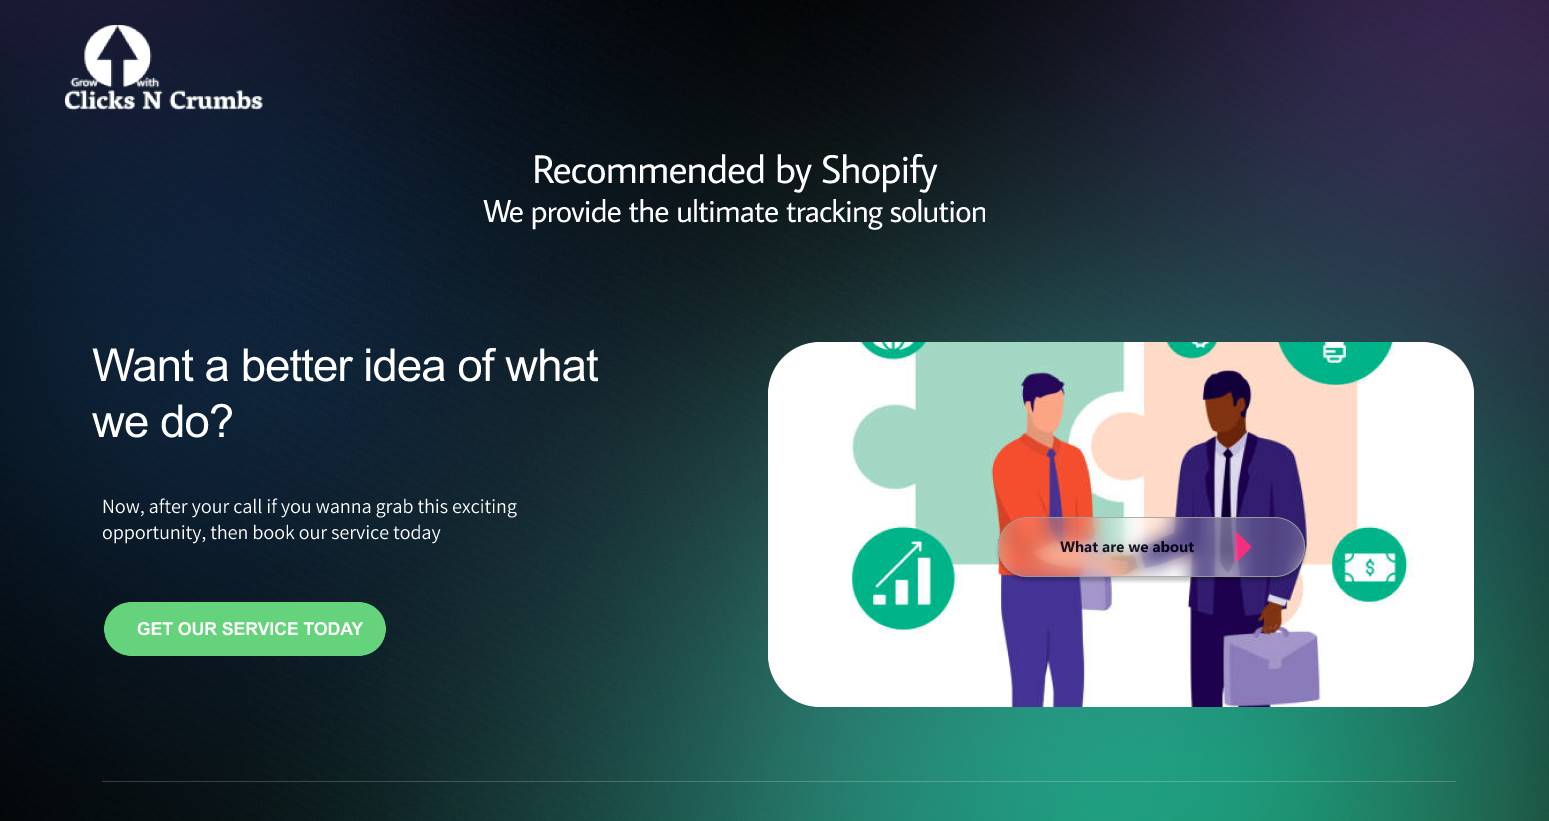 Grow with
Clicks N Crumbs
Recommended by Shopify
We provide the ultimate tracking solution
Want a better idea of what
we do?
Now, after your call if you wanna grab this exciting
opportunity, then book our service today
GET OUR SERVICE TODAY
What are we about
$